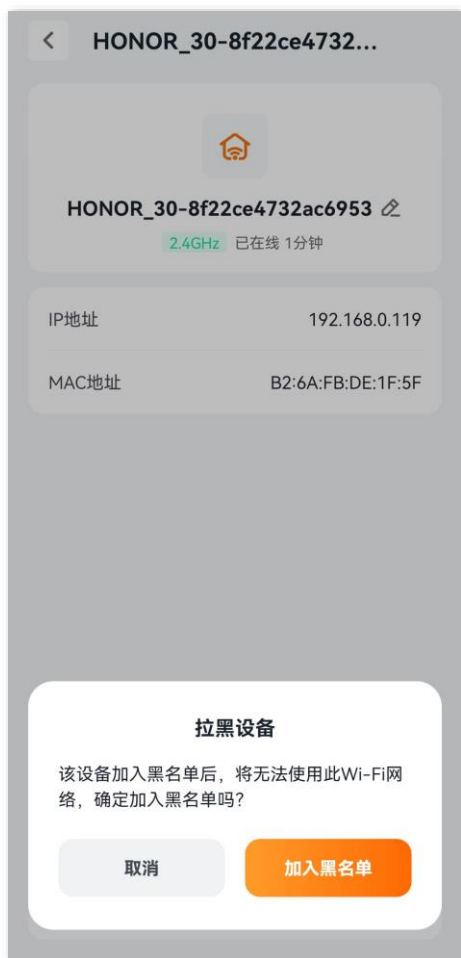 HONOR_30-8f22ce4732...
HONOR_30-8f22ce4732ac6953
2.4GHz 已在线 1分钟
IP地址 192.168.0.119
MAC地址 B2:6A:FB:DE:1F:5F
拉黑设备
该设备加入黑名单后，将无法使用此Wi-Fi网
络，确定加入黑名单吗？
取消 加入黑名单